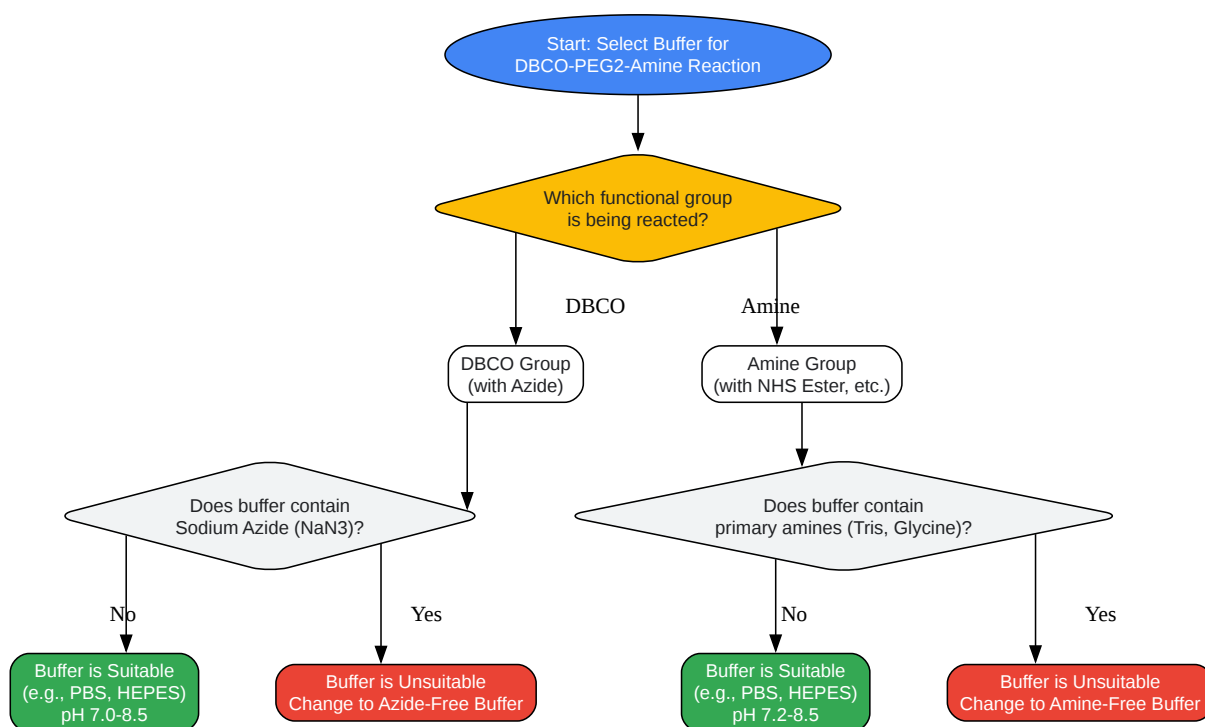 Start: Select Buffer for
DBCO-PEG2-Amine Reaction
Which functional group
is being reacted?
DBCO
Amine
DBCO Group
(with Azide)
Amine Group
(with NHS Ester, etc.)
Does buffer contain
Sodium Azide (NaN3)?
Does buffer contain
primary amines (Tris, Glycine)?
No
Yes
No
Yes
Buffer is Suitable
(e.g., PBS, HEPES)
pH 7.0-8.5
Buffer is Unsuitable
Change to Azide-Free Buffer
Buffer is Suitable
(e.g., PBS, HEPES)
pH 7.2-8.5
Buffer is Unsuitable
Change to Amine-Free Buffer